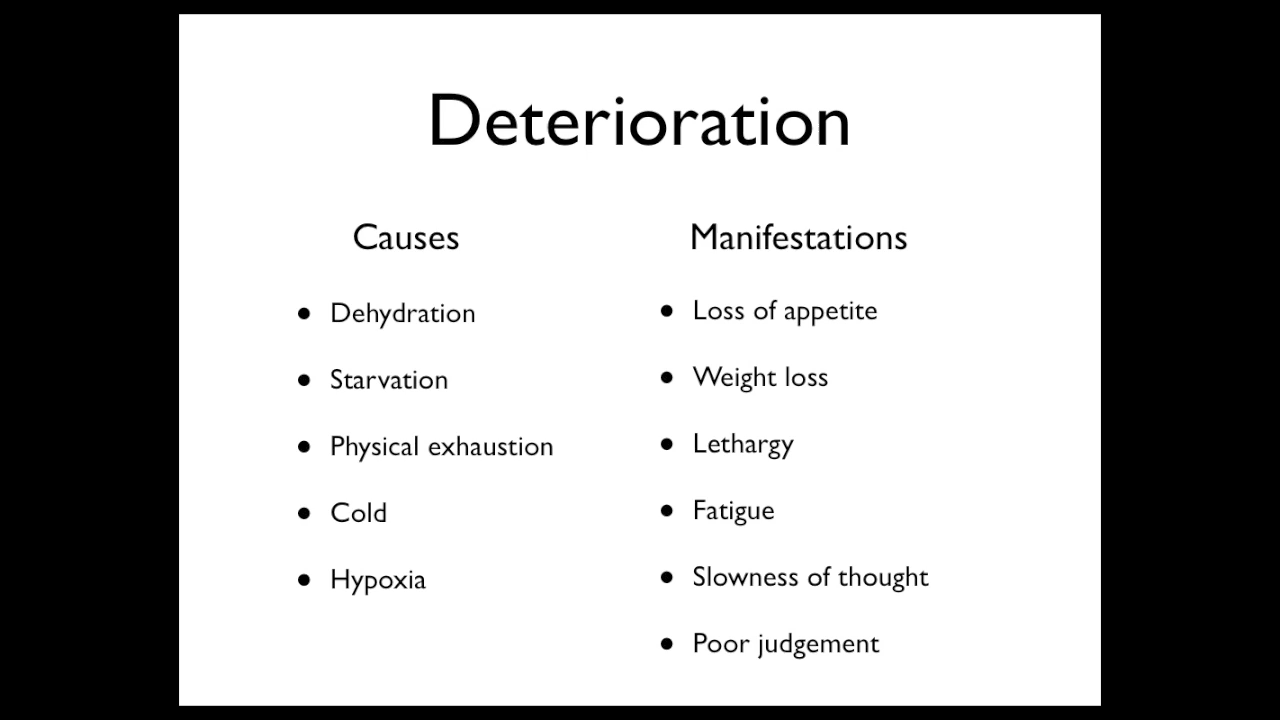 Deterioration
Causes
• Dehydration
• Starvation
• Physical exhaustion
• Cold
• Hypoxia
Manifestations
• Loss of appetite
• Weight loss
• Lethargy
• Fatigue
• Slowness of thought
• Poor judgement